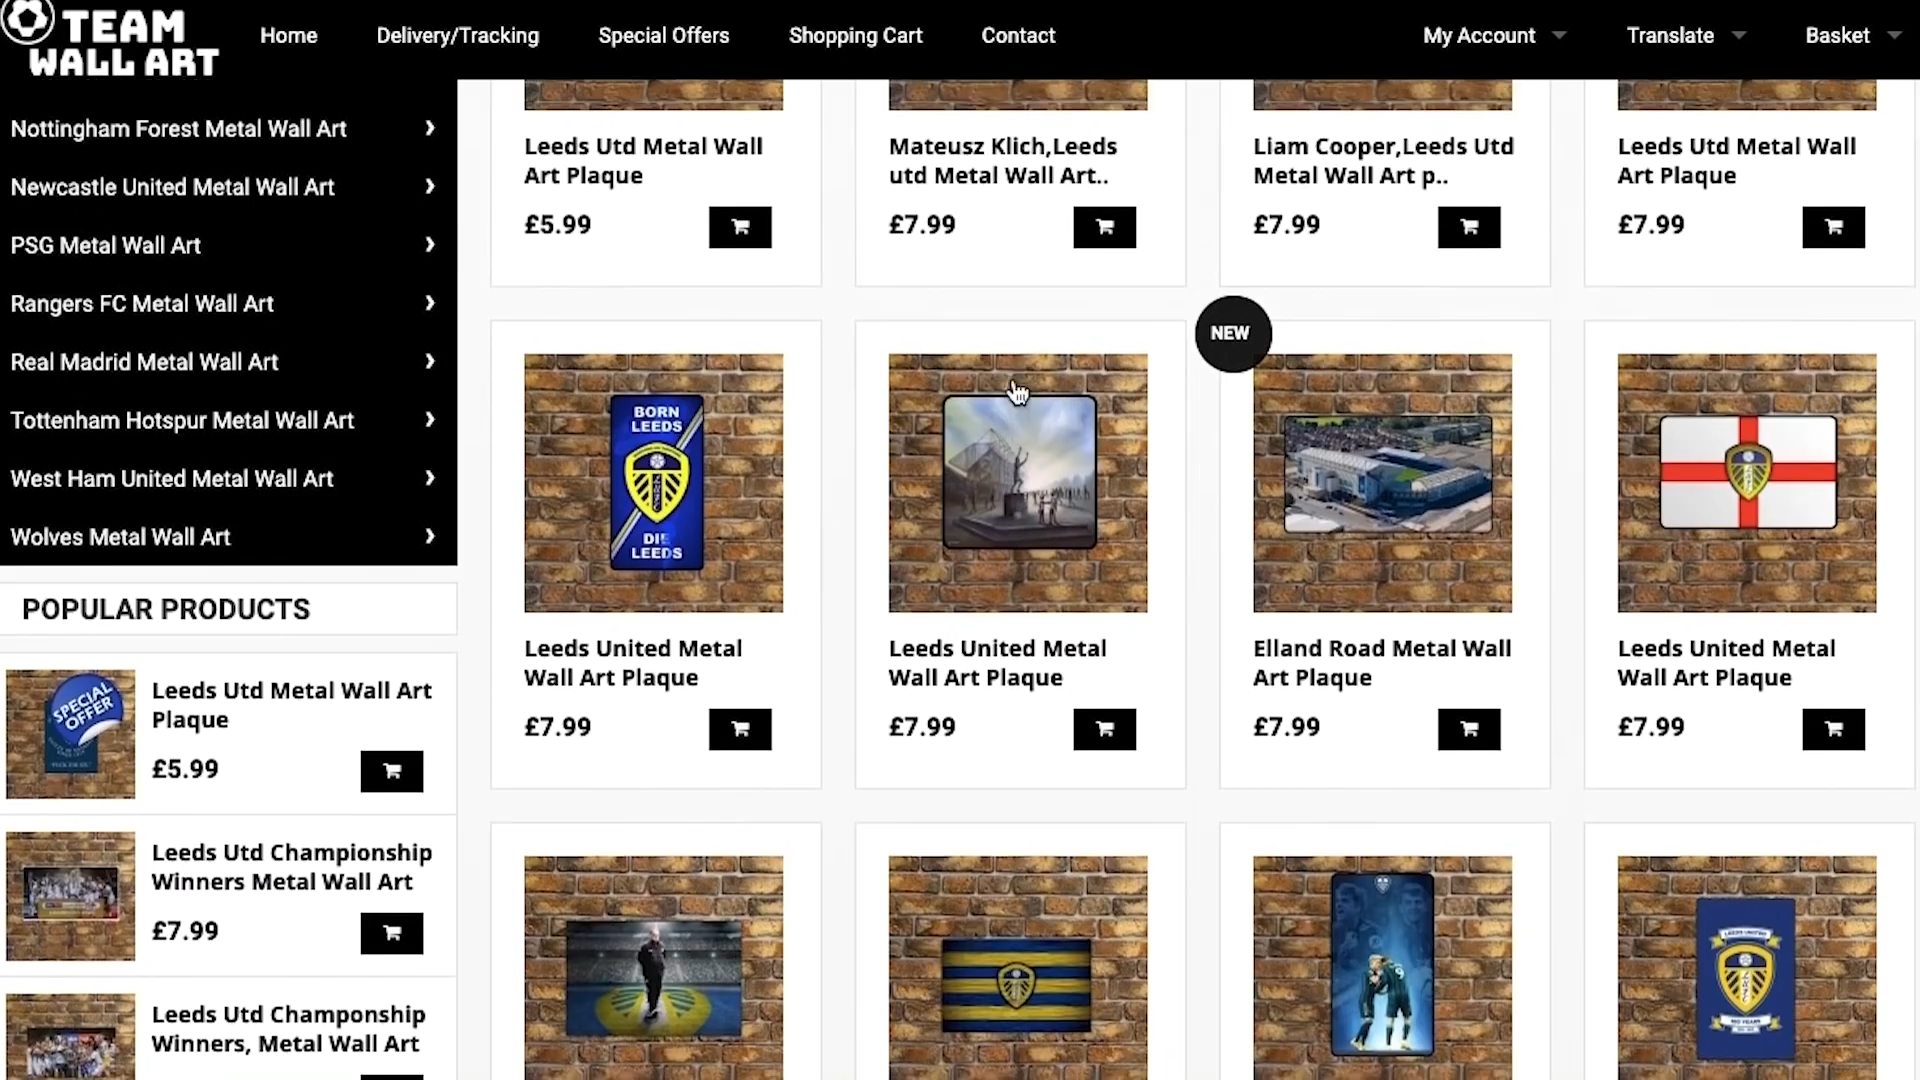 TEAM
WALL ART
Home
Delivery/Tracking
Special Offers
Shopping Cart
Contact
My Account
Translate
Basket
Nottingham Forest Metal Wall Art
Newcastle United Metal Wall Art
PSG Metal Wall Art
Rangers FC Metal Wall Art
Real Madrid Metal Wall Art
Tottenham Hotspur Metal Wall Art
West Ham United Metal Wall Art
Wolves Metal Wall Art
POPULAR PRODUCTS
SPECIAL
OFFER
Leeds Utd Metal Wall Art
Plaque
£5.99
Leeds Utd Championship
Winners Metal Wall Art
£7.99
Leeds Utd Champonship
Winners, Metal Wall Art
Leeds Utd Metal Wall
Art Plaque
£5.99
Mateusz Klich,Leeds
utd Metal Wall Art..
£7.99
Liam Cooper,Leeds Utd
Metal Wall Art p..
£7.99
Leeds Utd Metal Wall
Art Plaque
£7.99
BORN
LEEDS
DIE
LEEDS
Leeds United Metal
Wall Art Plaque
£7.99
Leeds United Metal
Wall Art Plaque
£7.99
NEW
Elland Road Metal Wall
Art Plaque
£7.99
Leeds United Metal
Wall Art Plaque
£7.99
LEEDS UNITED